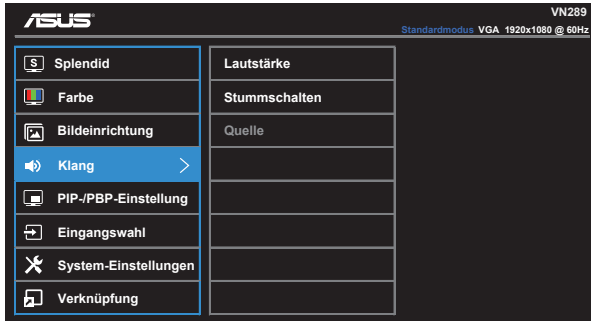 ASUS
VN289
Standardmodus VGA 1920x1080 @ 60Hz
S Splendid
Farbe
Bildeinrichtung
Klang
PIP-/PBP-Einstellung
Eingangswahl
System-Einstellungen
Verknüpfung
Lautstärke
Stummschalten
Quelle